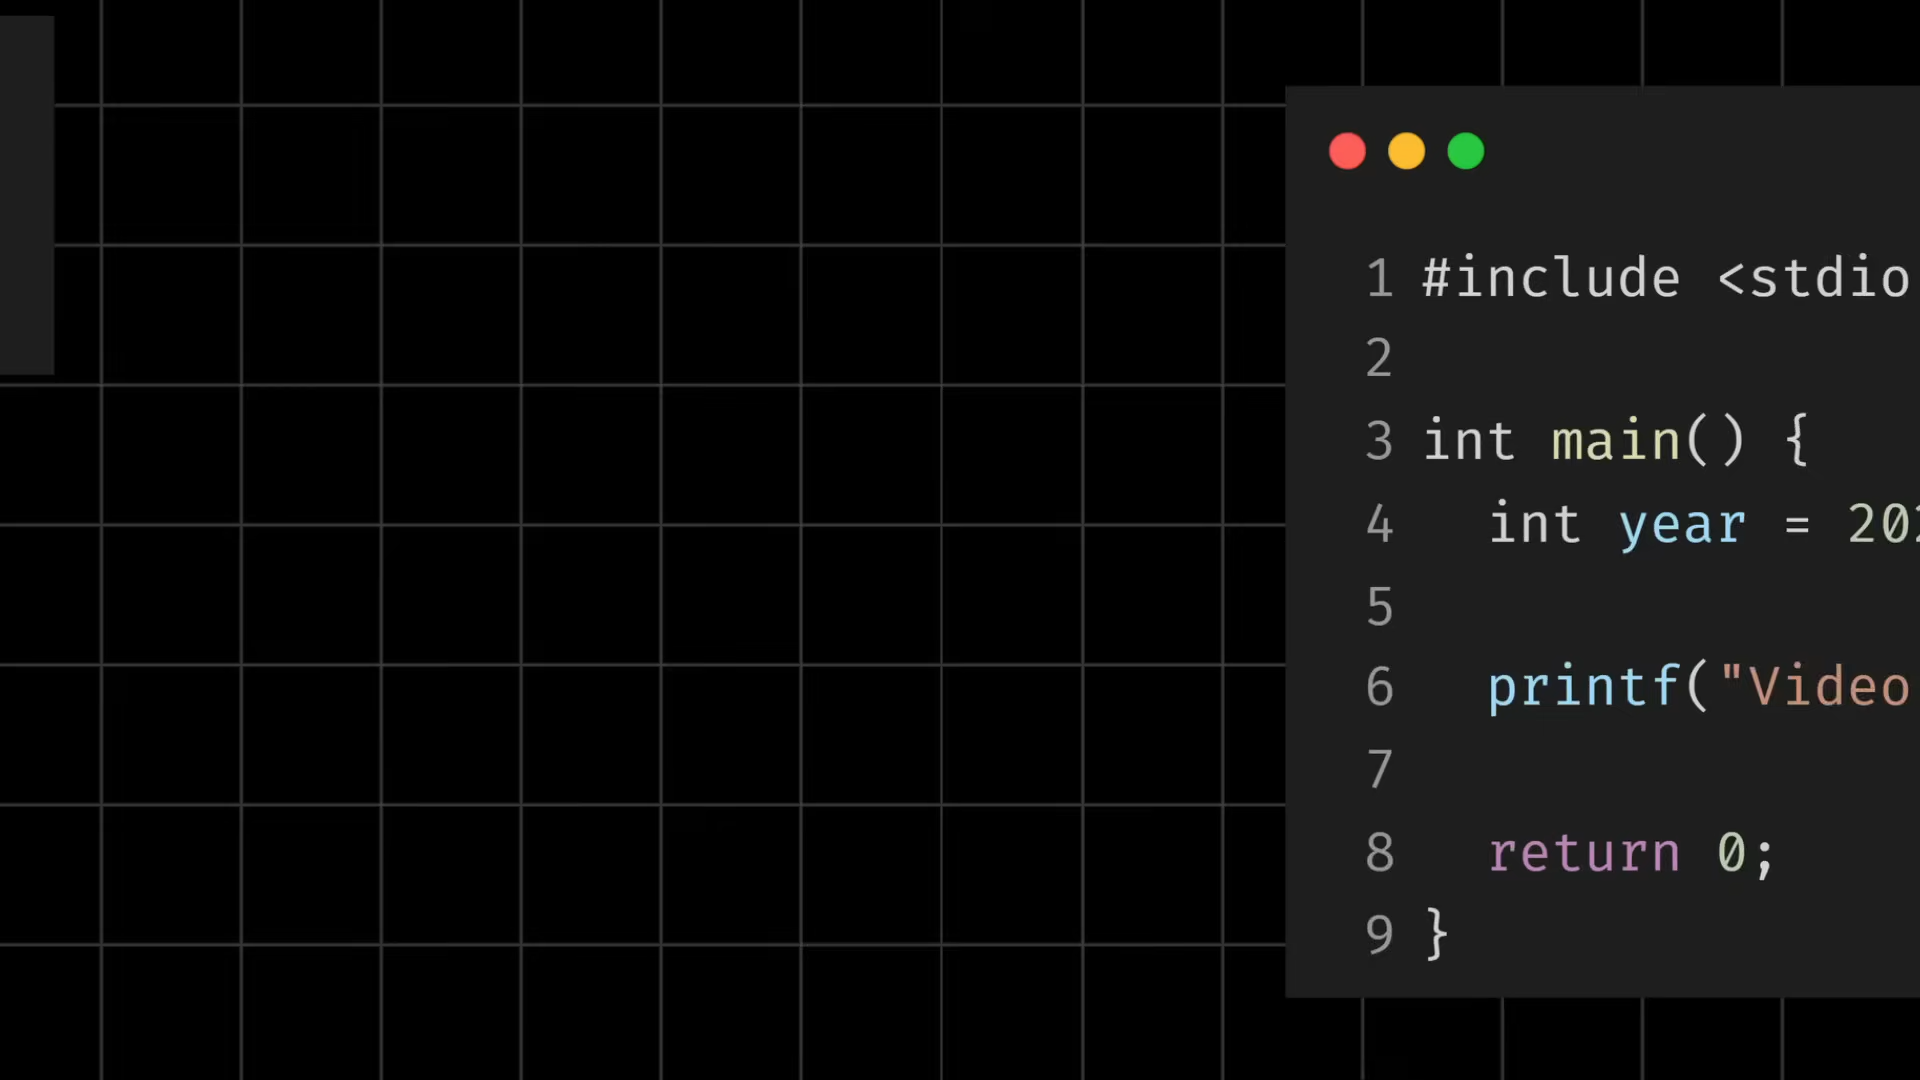 1 #include <stdio
2
3 int main() {
4 int year = 202
5
6 printf("Video
7
8 return 0;
9 }